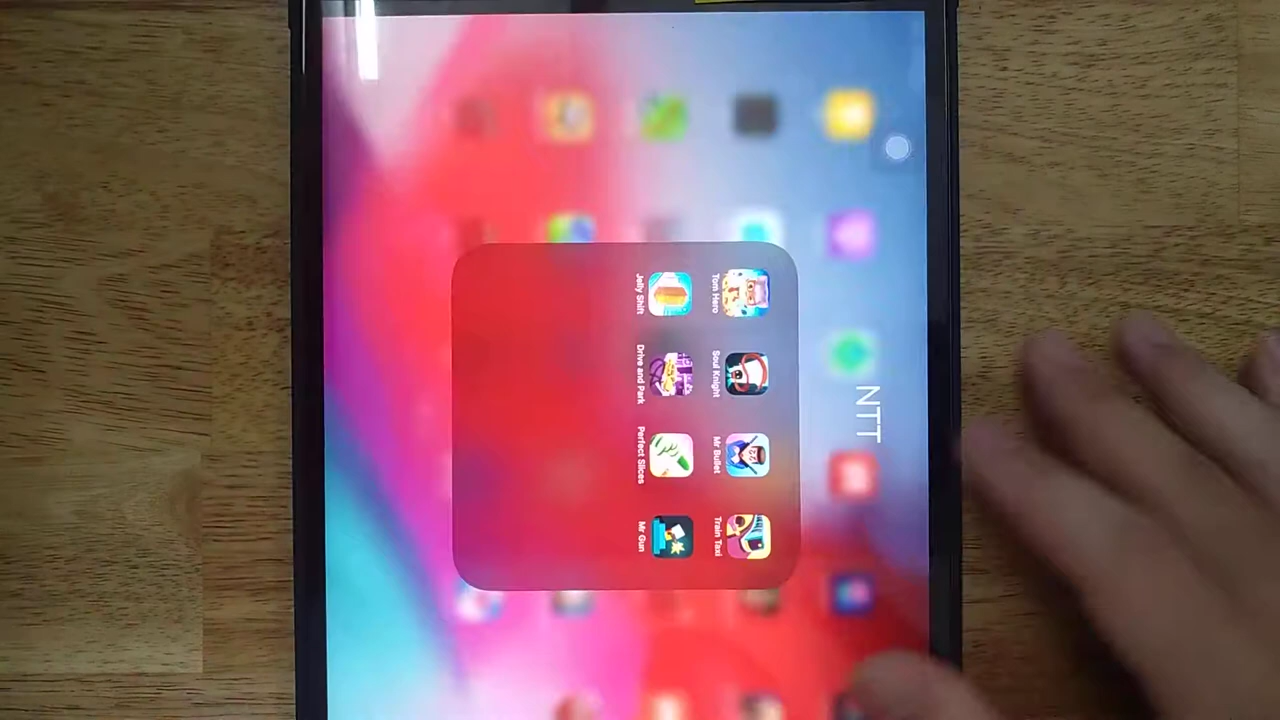 NTT
Tom Hero
Soul Knight
Mr Bullet
Train Taxi
Jelly Shift
Drive and Park
Perfect Slices
Mr Gun